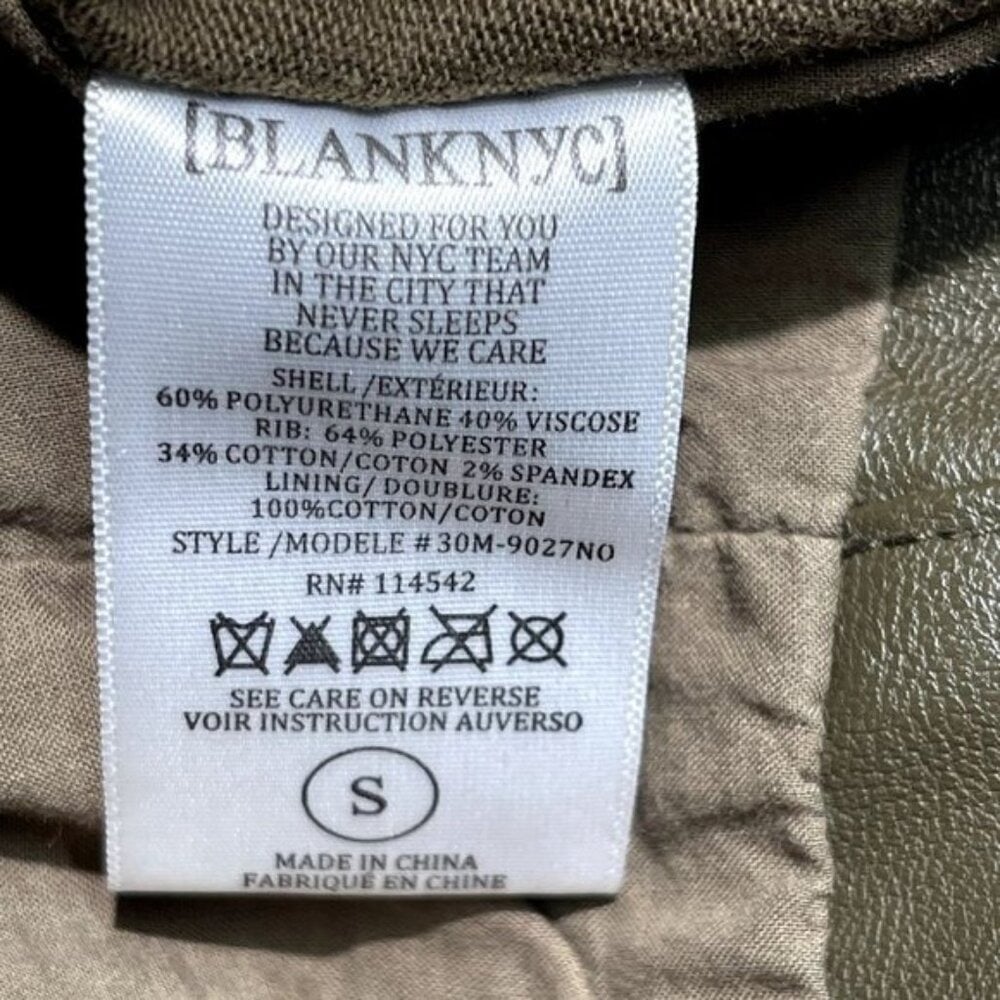 [BLANKNYC]
DESIGNED FOR YOU
BY OUR NYC TEAM
IN THE CITY THAT
NEVER SLEEPS
BECAUSE WE CARE
SHELL /EXTÉRIEUR:
60% POLYURETHANE 40% VISCOSE
RIB: 64% POLYESTER
34% COTTON/COTON 2% SPANDEX
LINING/ DOUBLURE:
100%COTTON/COTON
STYLE /MODELE #30M-9027NO
RN# 114542
SEE CARE ON REVERSE
VOIR INSTRUCTION AUVERSO
S
MADE IN CHINA
FABRIQUÉ EN CHINE